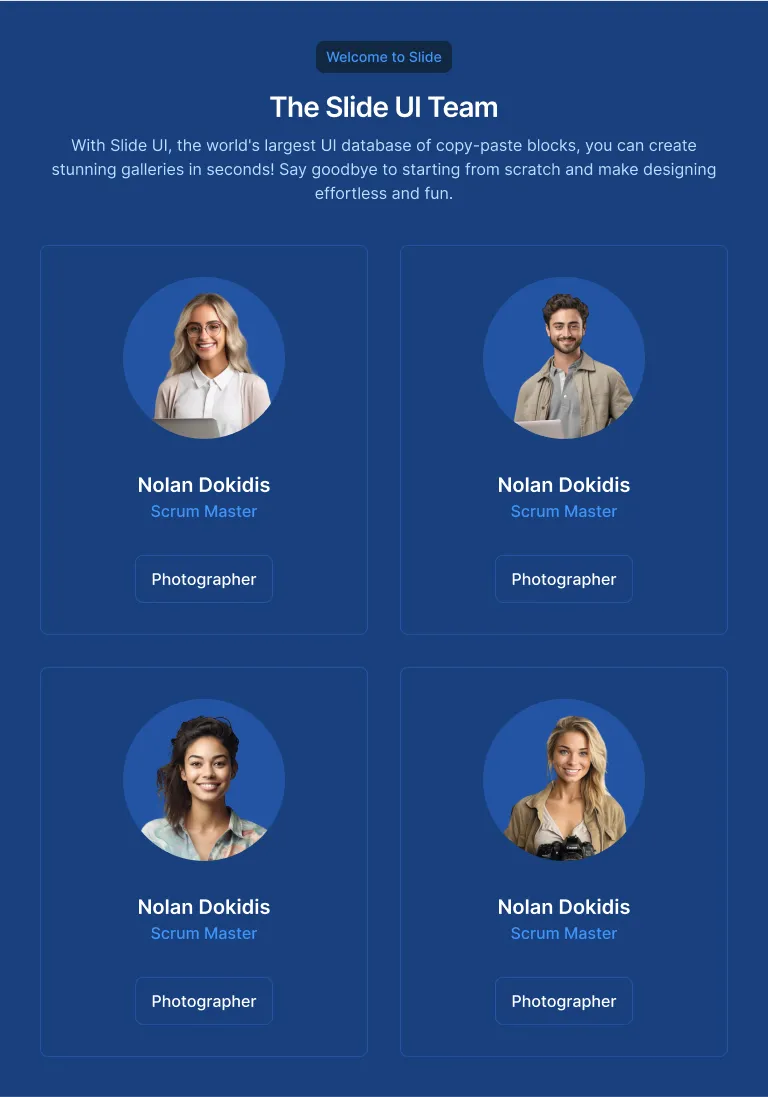 Welcome to Slide
The Slide UI Team
With Slide UI, the world's largest UI database of copy-paste blocks, you can create
stunning galleries in seconds! Say goodbye to starting from scratch and make designing
effortless and fun.
Nolan Dokidis
Scrum Master
Photographer
Nolan Dokidis
Scrum Master
Photographer
Nolan Dokidis
Scrum Master
Photographer
Nolan Dokidis
Scrum Master
Photographer